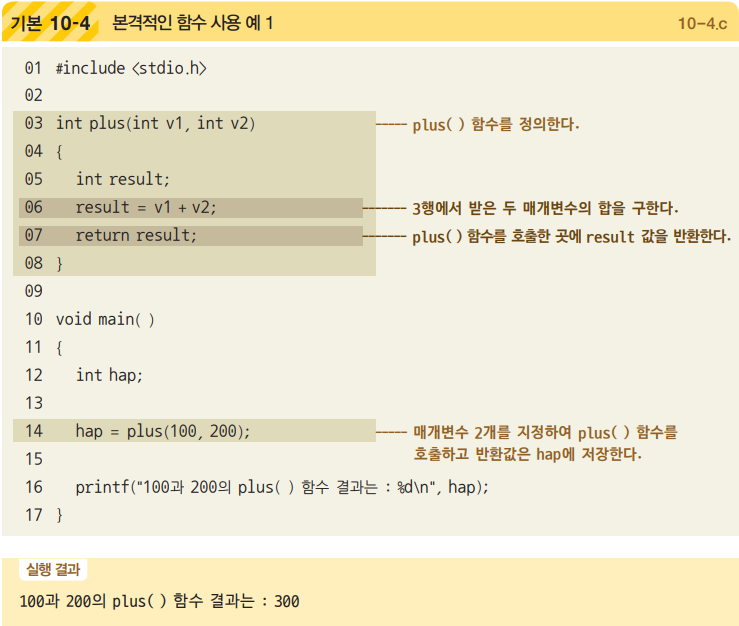 기본 10-4 본격적인 함수 사용 예 1 10-4.c
01 #include <stdio.h>
02
03 int plus(int v1, int v2) plus( ) 함수를 정의한다.
04 {
05 int result;
06 result = v1 + v2; 3행에서 받은 두 매개변수의 합을 구한다.
07 return result; plus( ) 함수를 호출한 곳에 result 값을 반환한다.
08 }
09
10 void main( )
11 {
12 int hap;
13
14 hap = plus(100, 200); 매개변수 2개를 지정하여 plus( ) 함수를
15 호출하고 반환값은 hap에 저장한다.
16 printf("100과 200의 plus( ) 함수 결과는 : %d\n", hap);
17 }
실행 결과
100과 200의 plus( ) 함수 결과는 : 300